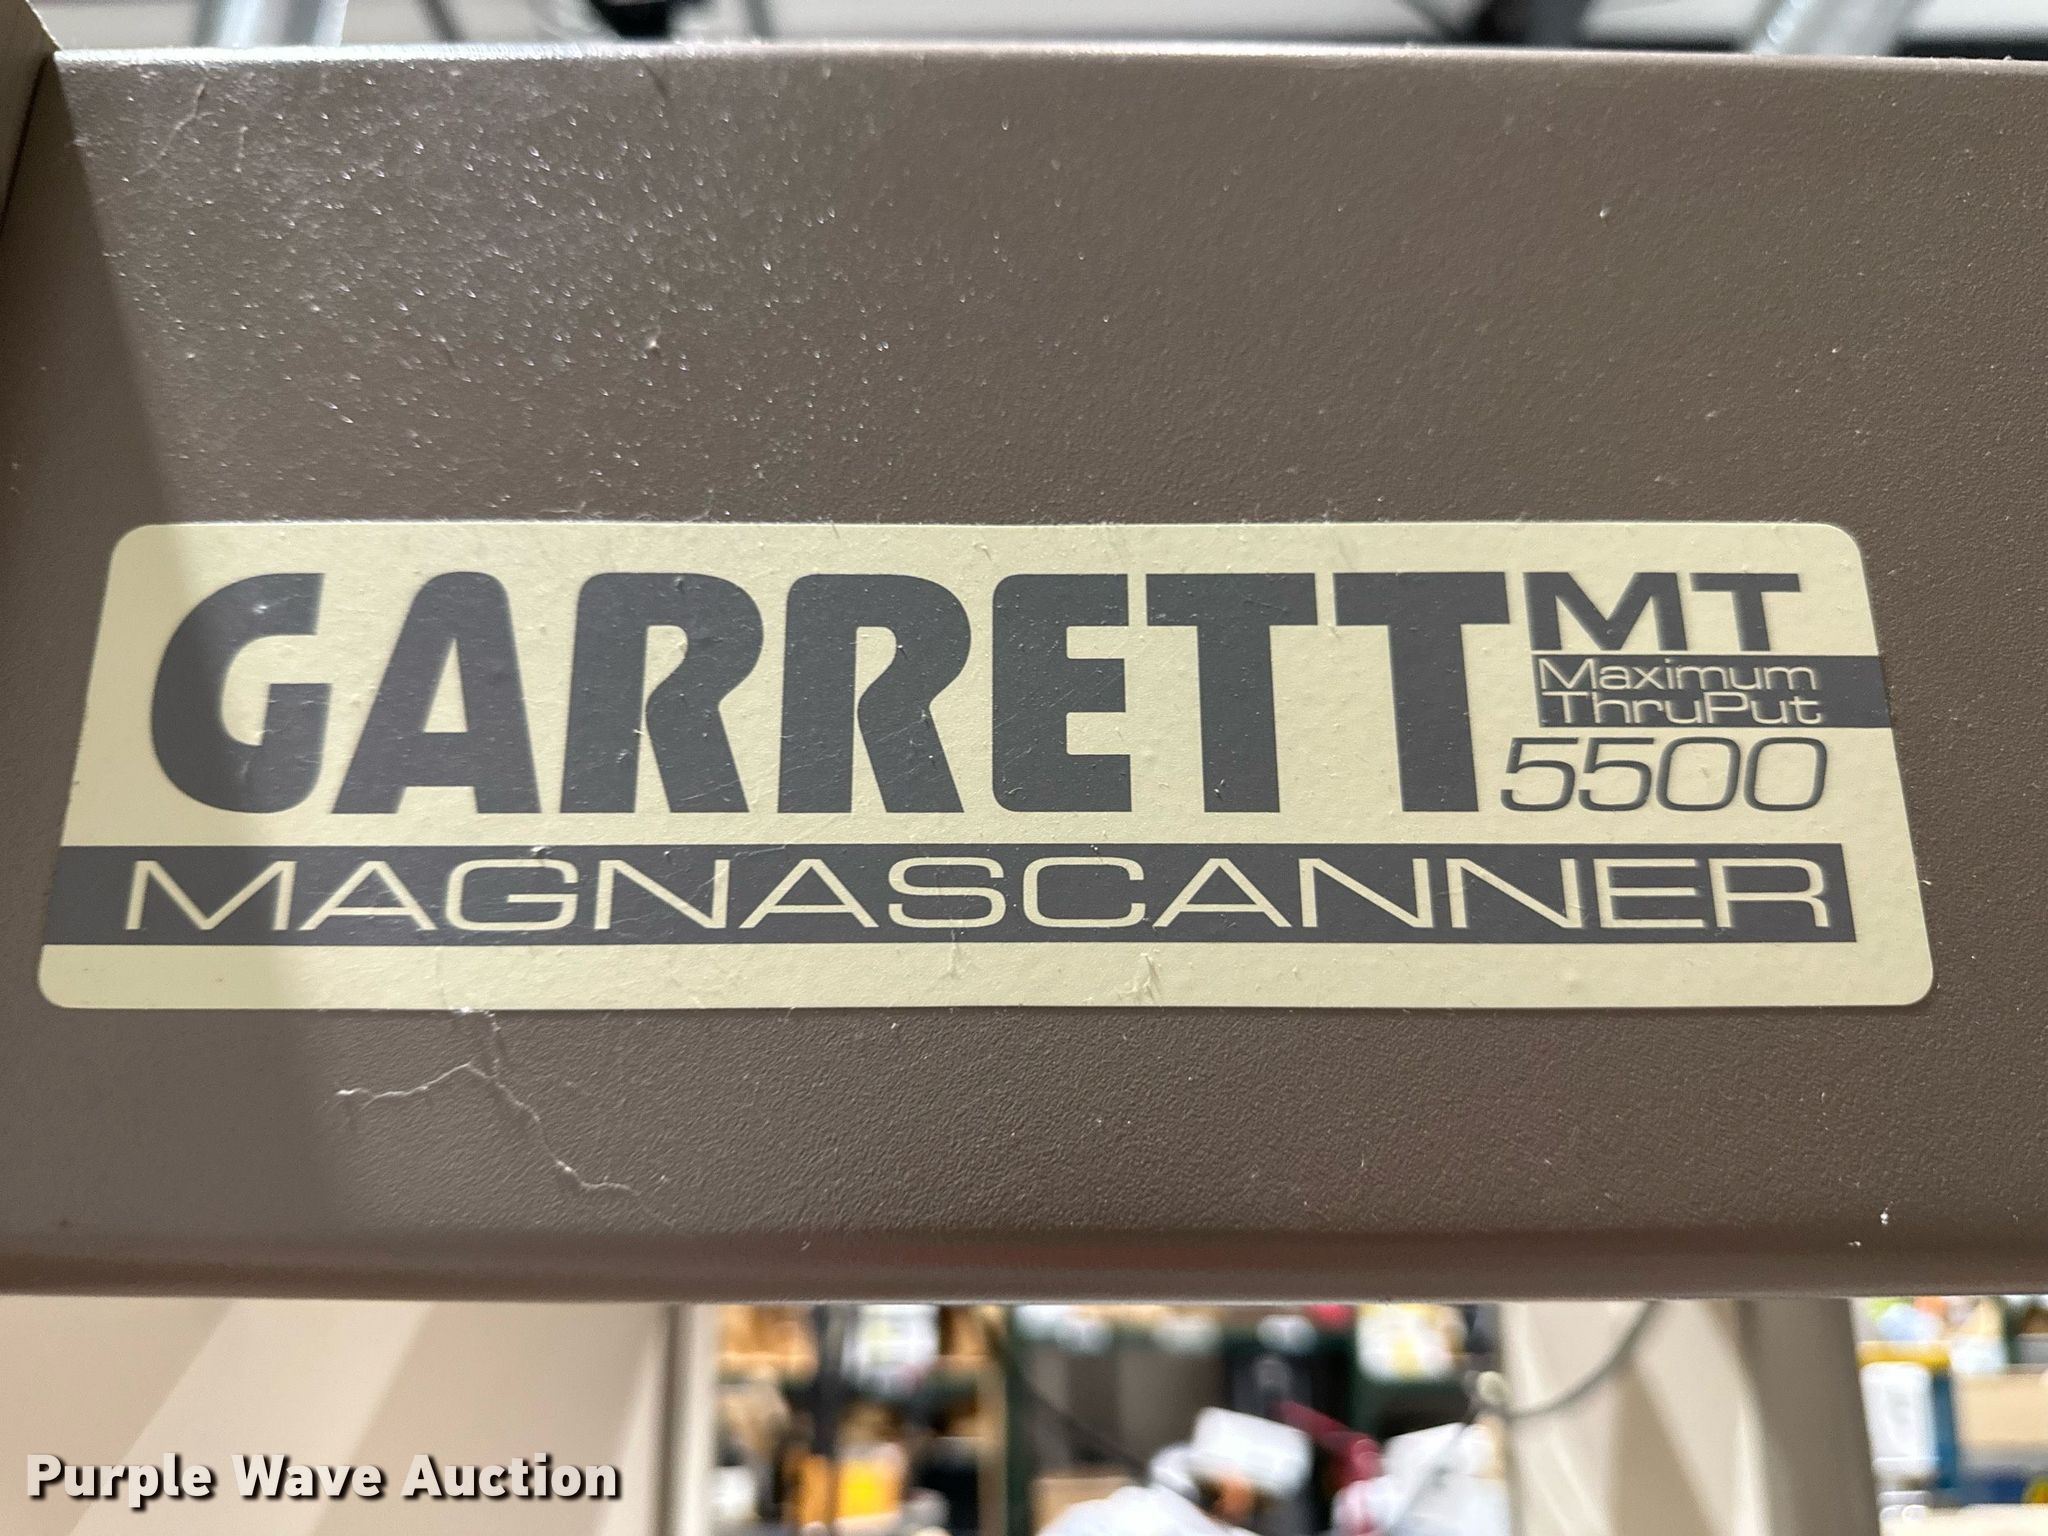 GARRETT MT
Maximum
ThruPut
5500
MAGNASCANNER
Purple Wave Auction